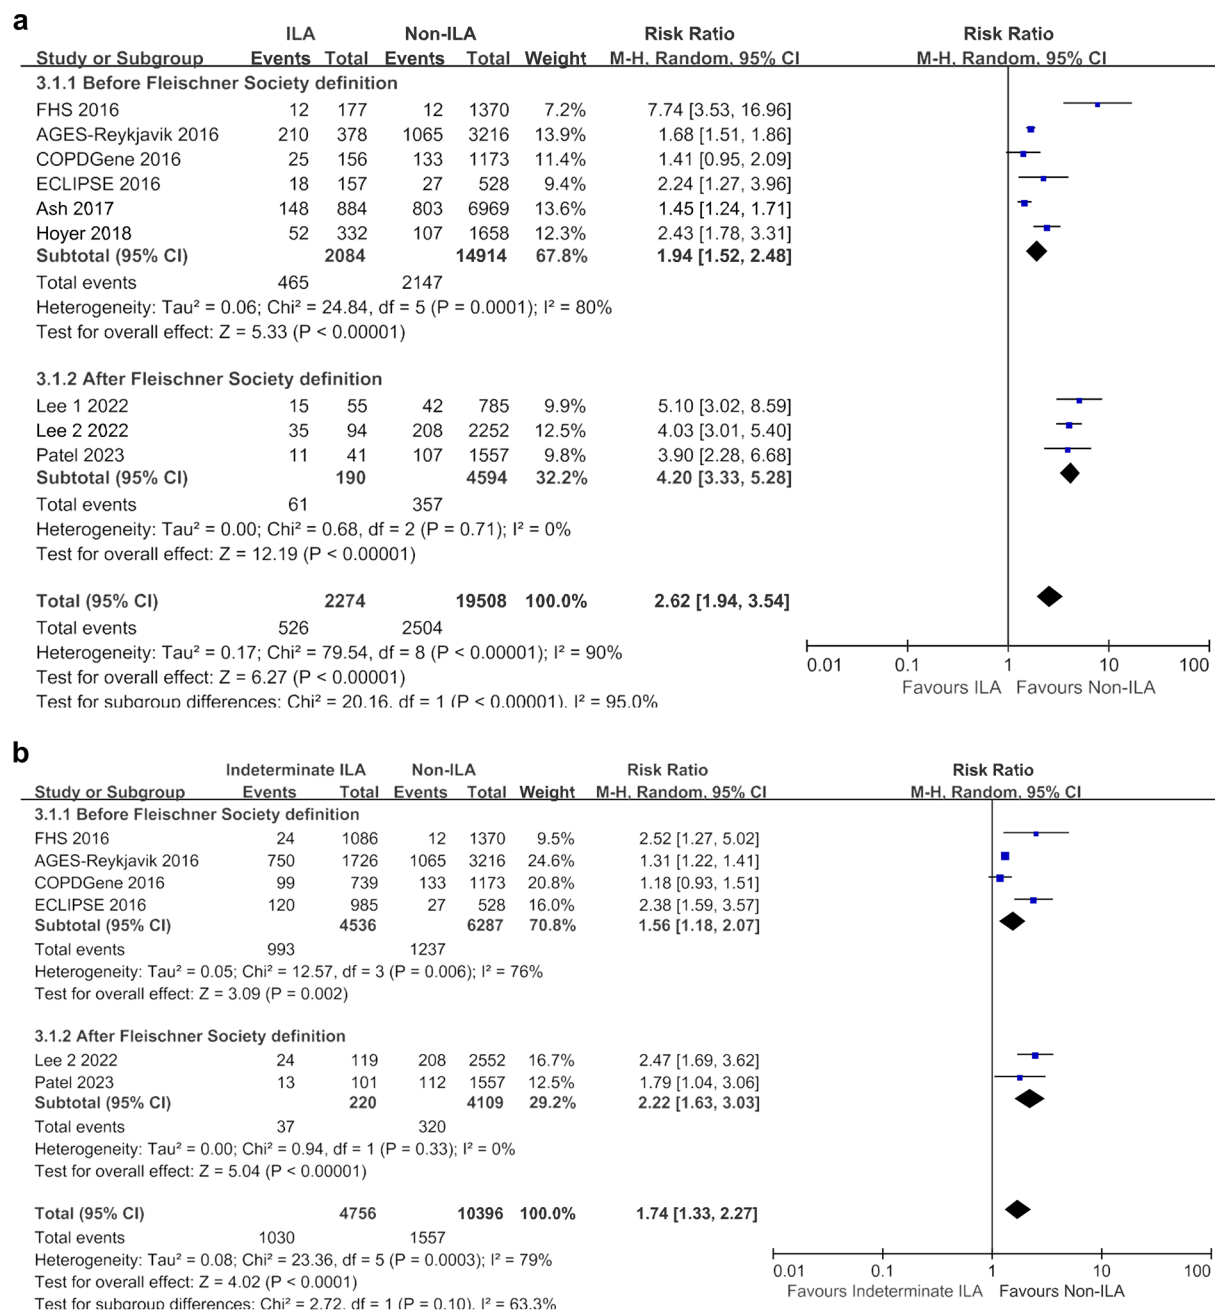 a
ILA Non-ILA Risk Ratio Risk Ratio
Study or Subgroup Events Total Events Total Weight M-H, Random, 95% CI M-H, Random, 95% CI
3.1.1 Before Fleischner Society definition
FHS 2016 12 177 12 1370 7.2% 7.74 [3.53, 16.96]
AGES-Reykjavik 2016 210 378 1065 3216 13.9% 1.68 [1.51, 1.86]
COPDGene 2016 25 156 133 1173 11.4% 1.41 [0.95, 2.09]
ECLIPSE 2016 18 157 27 528 9.4% 2.24 [1.27, 3.96]
Ash 2017 148 884 803 6969 13.6% 1.45 [1.24, 1.71]
Hoyer 2018 52 332 107 1658 12.3% 2.43 [1.78, 3.31]
Subtotal (95% CI) 2084 14914 67.8% 1.94 [1.52, 2.48]
Total events 465 2147
Heterogeneity: Tau² = 0.06; Chi² = 24.84, df = 5 (P = 0.0001); I² = 80%
Test for overall effect: Z = 5.33 (P < 0.00001)
3.1.2 After Fleischner Society definition
Lee 1 2022 15 55 42 785 9.9% 5.10 [3.02, 8.59]
Lee 2 2022 35 94 208 2252 12.5% 4.03 [3.01, 5.40]
Patel 2023 11 41 107 1557 9.8% 3.90 [2.28, 6.68]
Subtotal (95% CI) 190 4594 32.2% 4.20 [3.33, 5.28]
Total events 61 357
Heterogeneity: Tau² = 0.00; Chi² = 0.68, df = 2 (P = 0.71); I² = 0%
Test for overall effect: Z = 12.19 (P < 0.00001)
Total (95% CI) 2274 19508 100.0% 2.62 [1.94, 3.54]
Total events 526 2504
Heterogeneity: Tau² = 0.17; Chi² = 79.54, df = 8 (P < 0.00001); I² = 90%
Test for overall effect: Z = 6.27 (P < 0.00001)
Test for subgroup differences: Chi² = 20.16, df = 1 (P < 0.00001), I² = 95.0%
0.01 0.1 1 10 100
Favours ILA Favours Non-ILA
b
Indeterminate ILA Non-ILA Risk Ratio Risk Ratio
Study or Subgroup Events Total Events Total Weight M-H, Random, 95% CI M-H, Random, 95% CI
3.1.1 Before Fleischner Society definition
FHS 2016 24 1086 12 1370 9.5% 2.52 [1.27, 5.02]
AGES-Reykjavik 2016 750 1726 1065 3216 24.6% 1.31 [1.22, 1.41]
COPDGene 2016 99 739 133 1173 20.8% 1.18 [0.93, 1.51]
ECLIPSE 2016 120 985 27 528 16.0% 2.38 [1.59, 3.57]
Subtotal (95% CI) 4536 6287 70.8% 1.56 [1.18, 2.07]
Total events 993 1237
Heterogeneity: Tau² = 0.05; Chi² = 12.57, df = 3 (P = 0.006); I² = 76%
Test for overall effect: Z = 3.09 (P = 0.002)
3.1.2 After Fleischner Society definition
Lee 2 2022 24 119 208 2552 16.7% 2.47 [1.69, 3.62]
Patel 2023 13 101 112 1557 12.5% 1.79 [1.04, 3.06]
Subtotal (95% CI) 220 4109 29.2% 2.22 [1.63, 3.03]
Total events 37 320
Heterogeneity: Tau² = 0.00; Chi² = 0.94, df = 1 (P = 0.33); I² = 0%
Test for overall effect: Z = 5.04 (P < 0.00001)
Total (95% CI) 4756 10396 100.0% 1.74 [1.33, 2.27]
Total events 1030 1557
Heterogeneity: Tau² = 0.08; Chi² = 23.36, df = 5 (P = 0.0003); I² = 79%
Test for overall effect: Z = 4.02 (P < 0.0001)
Test for subgroup differences: Chi² = 2.72, df = 1 (P = 0.10), I² = 63.3%
0.01 0.1 1 10 100
Favours Indeterminate ILA Favours Non-ILA